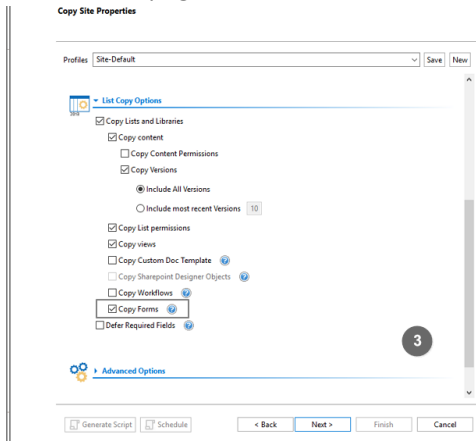 Copy Site Properties
Profiles Site-Default Save New
List Copy Options
Copy Lists and Libraries
Copy content
Copy Content Permissions
Copy Versions
Include All Versions
Include most recent Versions 10
Copy List permissions
Copy views
Copy Custom Doc Template
Copy Sharepoint Designer Objects
Copy Workflows
Copy Forms
Defer Required Fields
3
Advanced Options
Generate Script Schedule < Back Next > Finish Cancel